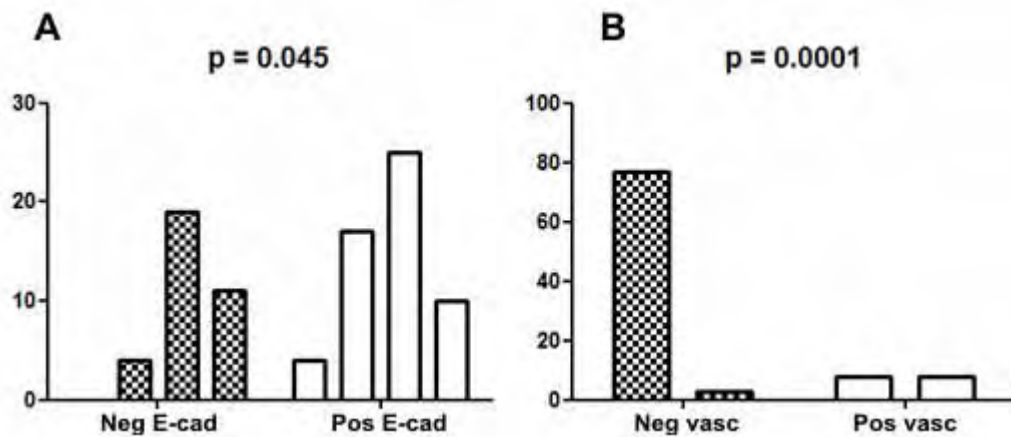 A
p = 0.045
30
20
10
0
Neg E-cad
Pos E-cad
B
p = 0.0001
100
80
60
40
20
0
Neg vasc
Pos vasc